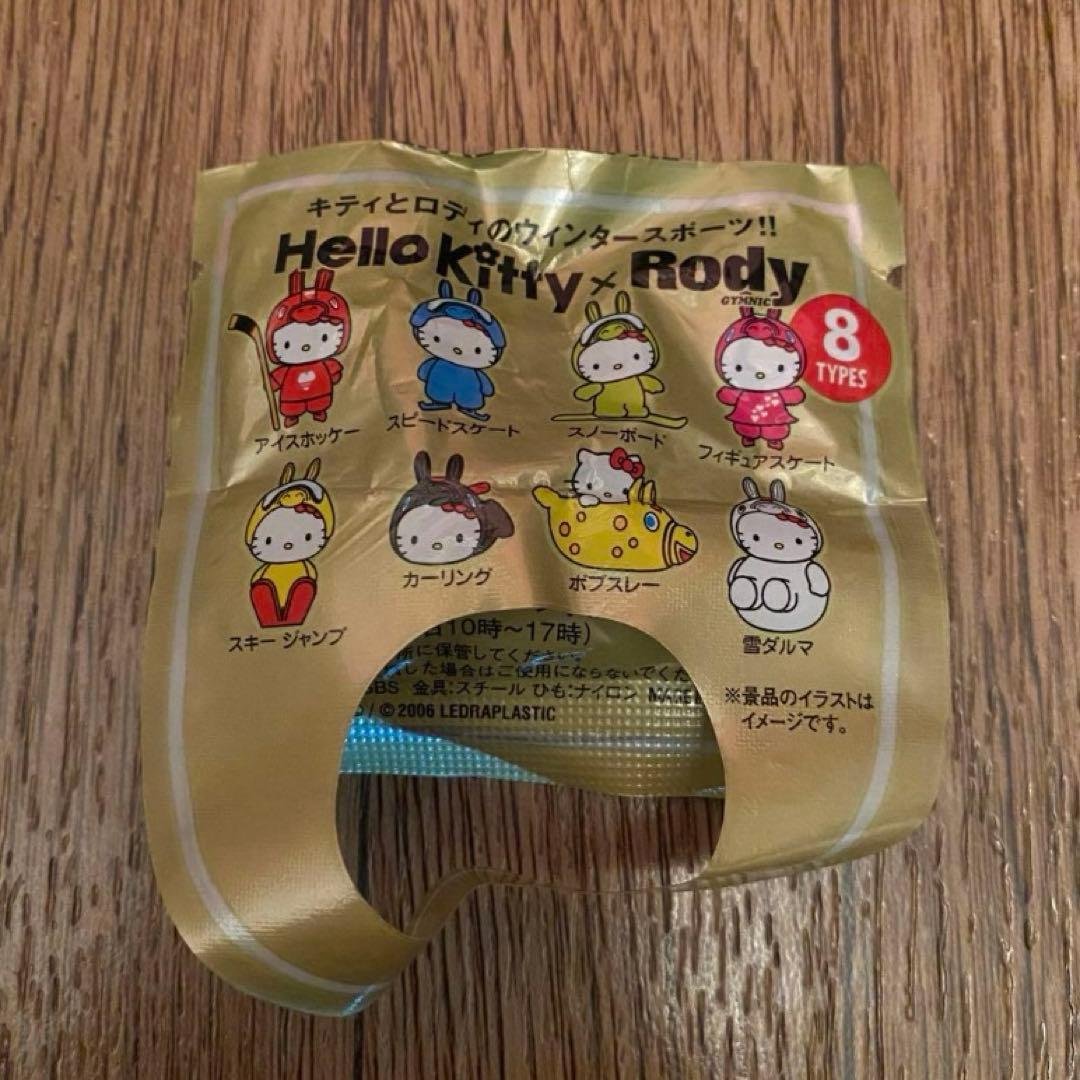 キティとロディのウィンタースポーツ!!
Hello Kitty × Rody
GYMNIC
8
TYPES
アイスホッケー
スピードスケート
スノーボード
フィギュアスケート
スキー ジャンプ
カーリング
ボブスレー
雪ダルマ
10時～17時)
所に保管してください。
した場合はご使用にならないでくだ
SBS 金具:スチール ひも:ナイロン
/ © 2006 LEDRAPLASTIC
※景品のイラストは
イメージです。